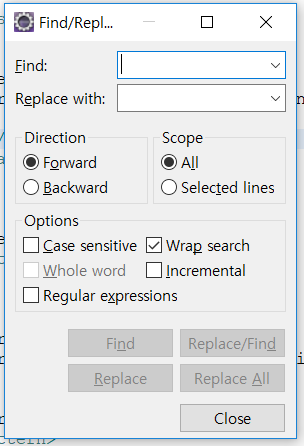 Find/Repl...
Find:
Replace with:
Direction
Forward
Backward
Scope
All
Selected lines
Options
Case sensitive
Wrap search
Whole word
Incremental
Regular expressions
Find
Replace/Find
Replace
Replace All
Close